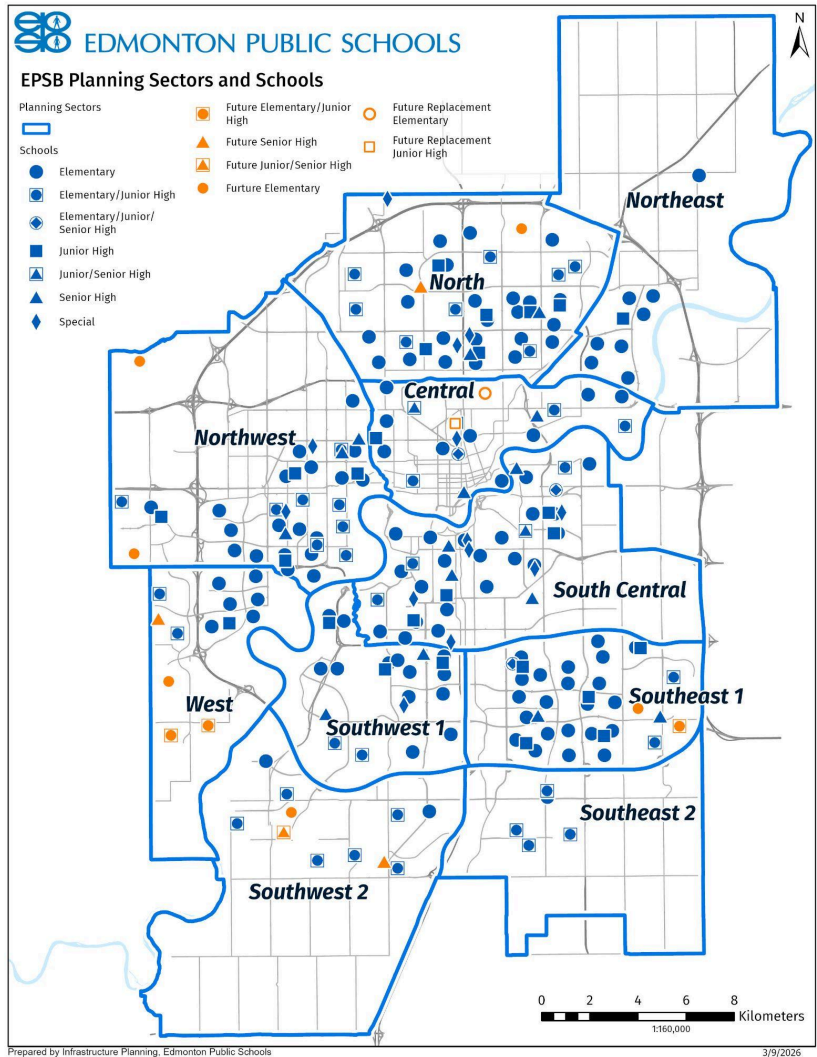 EDMONTON PUBLIC SCHOOLS
N
EPSB Planning Sectors and Schools
Planning Sectors
Schools
Elementary
Elementary/Junior High
Elementary/Junior/
Senior High
Junior High
Junior/Senior High
Senior High
Special
Future Elementary/Junior
High
Future Senior High
Future Junior/Senior High
Furture Elementary
Future Replacement
Elementary
Future Replacement
Junior High
Northeast
North
Central
Northwest
South Central
West
Southwest 1
Southeast 1
Southeast 2
Southwest 2
0 2 4 6 8
Kilometers
1:160,000
Prepared by Infrastructure Planning, Edmonton Public Schools
3/9/2026